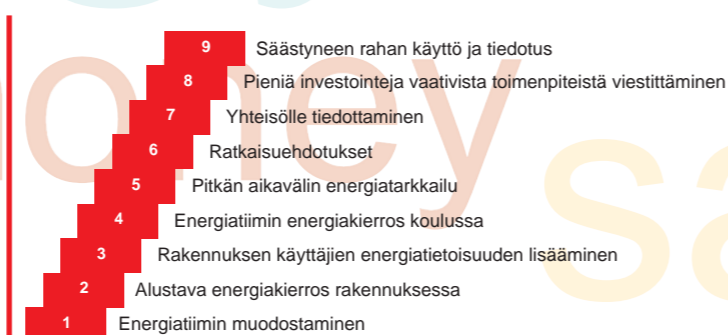 9 Säästyneen rahan käyttö ja tiedotus
8 Pieniä investointeja vaativista toimenpiteistä viestittäminen
7 Yhteisölle tiedottaminen
6 Ratkaisuehdotukset
5 Pitkän aikavälin energiatarkkailu
4 Energiatiimin energiakierros koulussa
3 Rakennuksen käyttäjien energiatietoisuuden lisääminen
2 Alustava energiakierros rakennuksessa
1 Energiatiimin muodostaminen